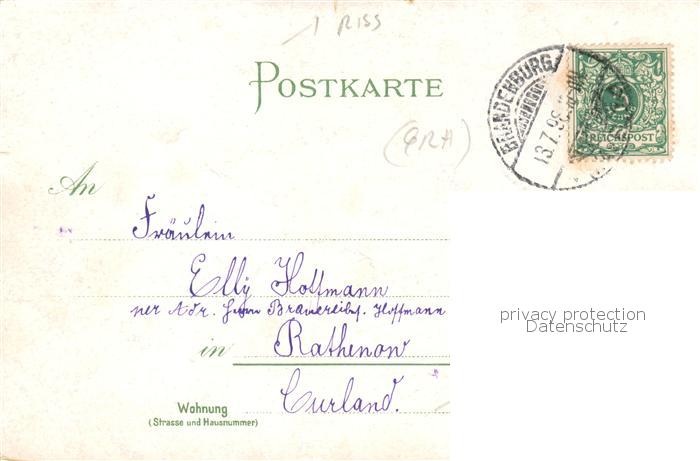 1 RISS
POSTKARTE
BRANDENBURG
13.7.98
REICHSPOST
(GRA)
An
Fräulein
Elly Hoffmann
per Adr. Herrn Brauereibes. Hoffmann
in Rathenow
Curland.
Wohnung
(Strasse und Hausnummer)
privacy protection
Datenschutz